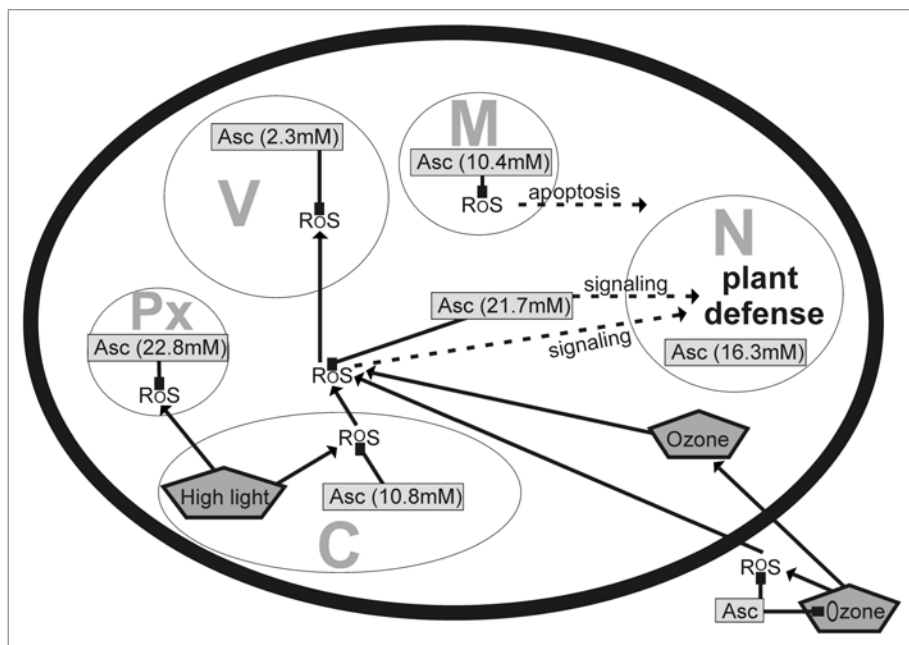 M
Asc (2.3mM)
Asc (10.4mM)
V
ROS
apoptosis
ROS
N
Px
signaling
plant
defense
Asc (21.7mM)
Asc (22.8mM)
signaling
Asc (16.3mM)
ROS
ROS
ROS
Ozone
High light
Asc (10.8mM)
C
ROS
Asc
Ozone